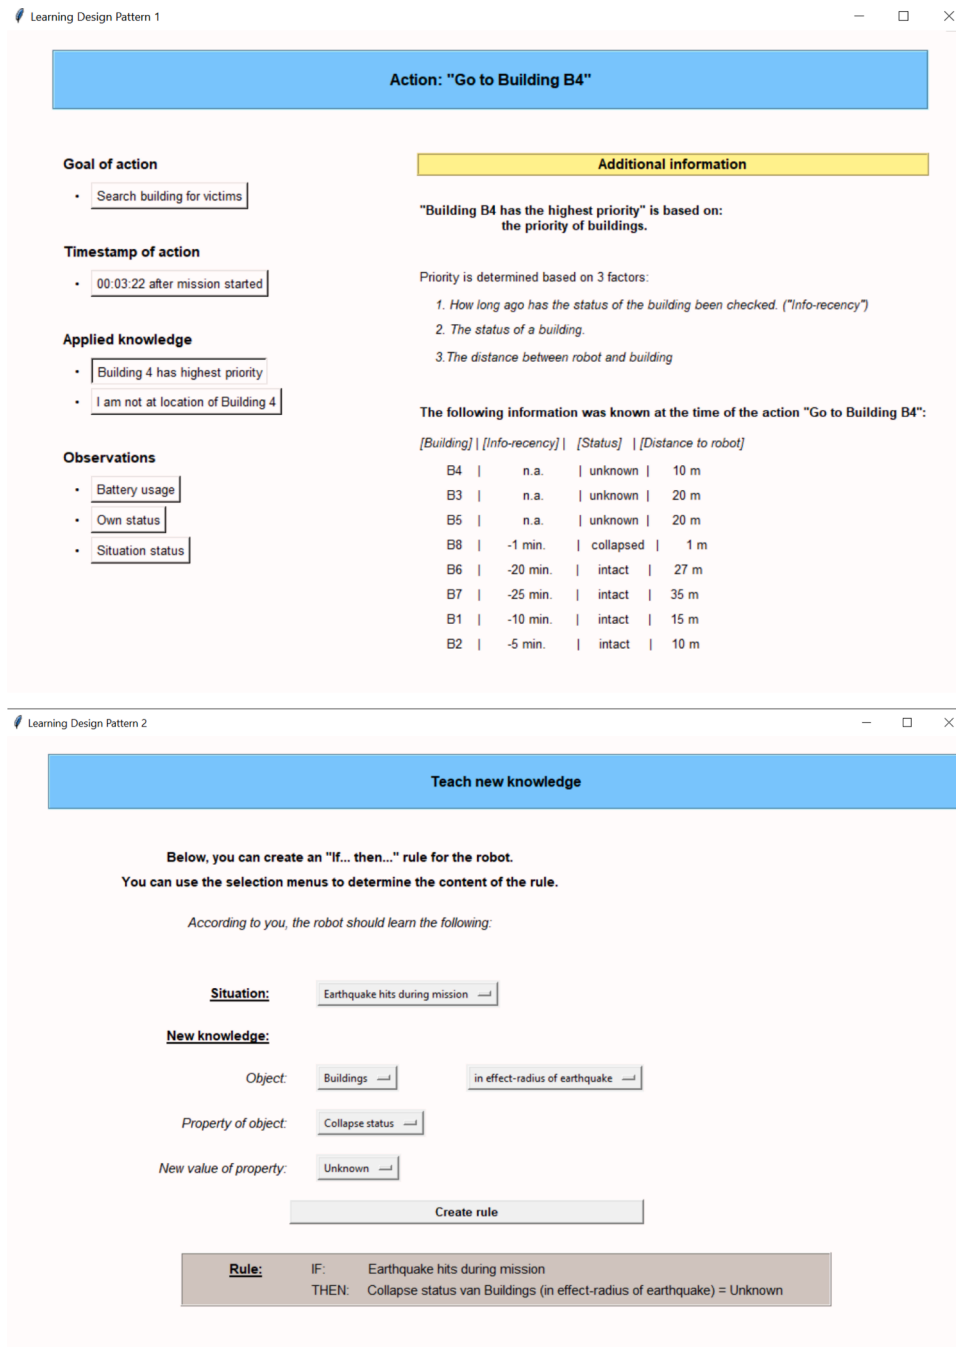 Learning Design Pattern 1
Action: "Go to Building B4"
Goal of action
• Search building for victims
Timestamp of action
• 00:03:22 after mission started
Applied knowledge
• Building 4 has highest priority
• I am not at location of Building 4
Observations
• Battery usage
• Own status
• Situation status
Additional information
"Building B4 has the highest priority" is based on:
the priority of buildings.
Priority is determined based on 3 factors:
1. How long ago has the status of the building been checked. ("Info-recency")
2. The status of a building.
3.The distance between robot and building
The following information was known at the time of the action "Go to Building B4":
[Building] | [Info-recency] | [Status] | [Distance to robot]
B4 | n.a. | unknown | 10 m
B3 | n.a. | unknown | 20 m
B5 | n.a. | unknown | 20 m
B8 | -1 min. | collapsed | 1 m
B6 | -20 min. | intact | 27 m
B7 | -25 min. | intact | 35 m
B1 | -10 min. | intact | 15 m
B2 | -5 min. | intact | 10 m
Learning Design Pattern 2
Teach new knowledge
Below, you can create an "If... then..." rule for the robot.
You can use the selection menus to determine the content of the rule.
According to you, the robot should learn the following:
Situation: Earthquake hits during mission
New knowledge:
Object: Buildings in effect-radius of earthquake
Property of object: Collapse status
New value of property: Unknown
Create rule
Rule: IF: Earthquake hits during mission
THEN: Collapse status van Buildings (in effect-radius of earthquake) = Unknown